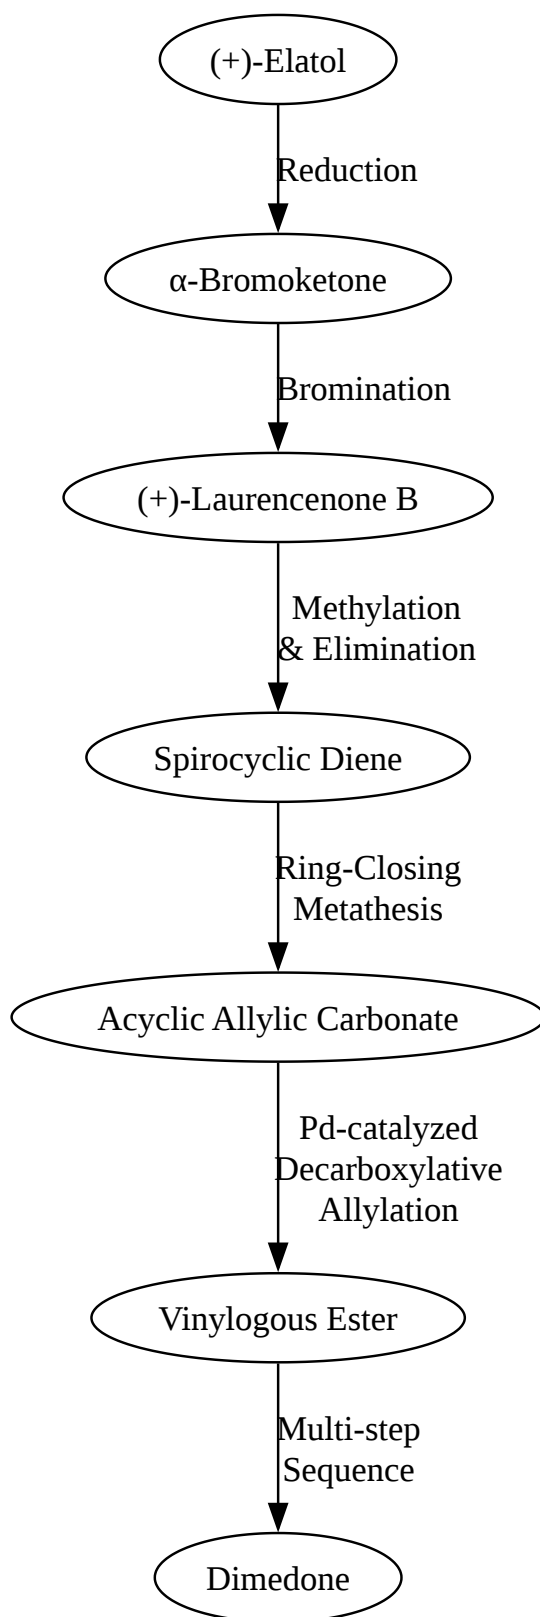 (+)-Elatol
Reduction
α-Bromoketone
Bromination
(+)-Laurencenone B
Methylation
& Elimination
Spirocyclic Diene
Ring-Closing
Metathesis
Acyclic Allylic Carbonate
Pd-catalyzed
Decarboxylative
Allylation
Vinylogous Ester
Multi-step
Sequence
Dimedone